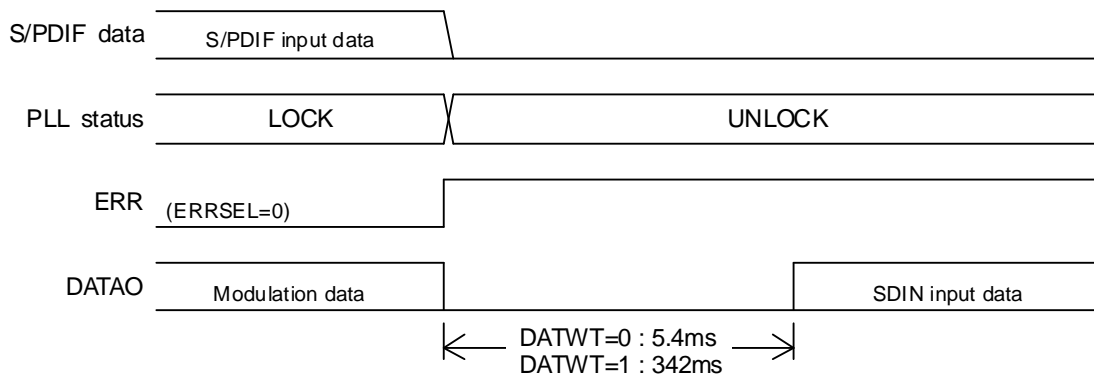 S/PDIF data
S/PDIF input data
PLL status
LOCK
UNLOCK
ERR
(ERRSEL=0)
DATAO
Modulation data
SDIN input data
DATWT=0 : 5.4ms
DATWT=1 : 342ms